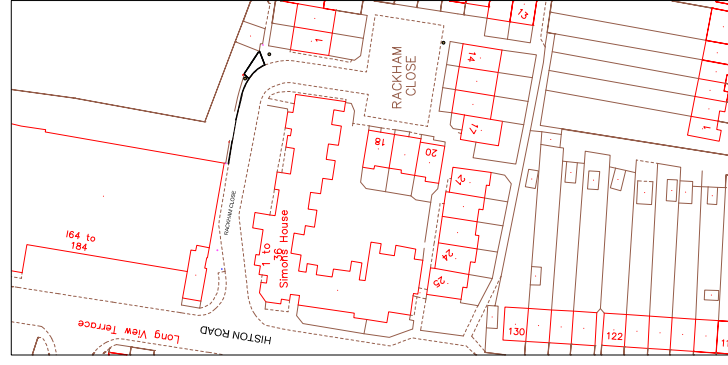 13
1
RACKHAM
CLOSE
14
17
1
18
20
21
RACKHAM CLOSE
164 to
184
1 to
36
Simons House
24
25
Long View Terrace
HISTON ROAD
130
122
11